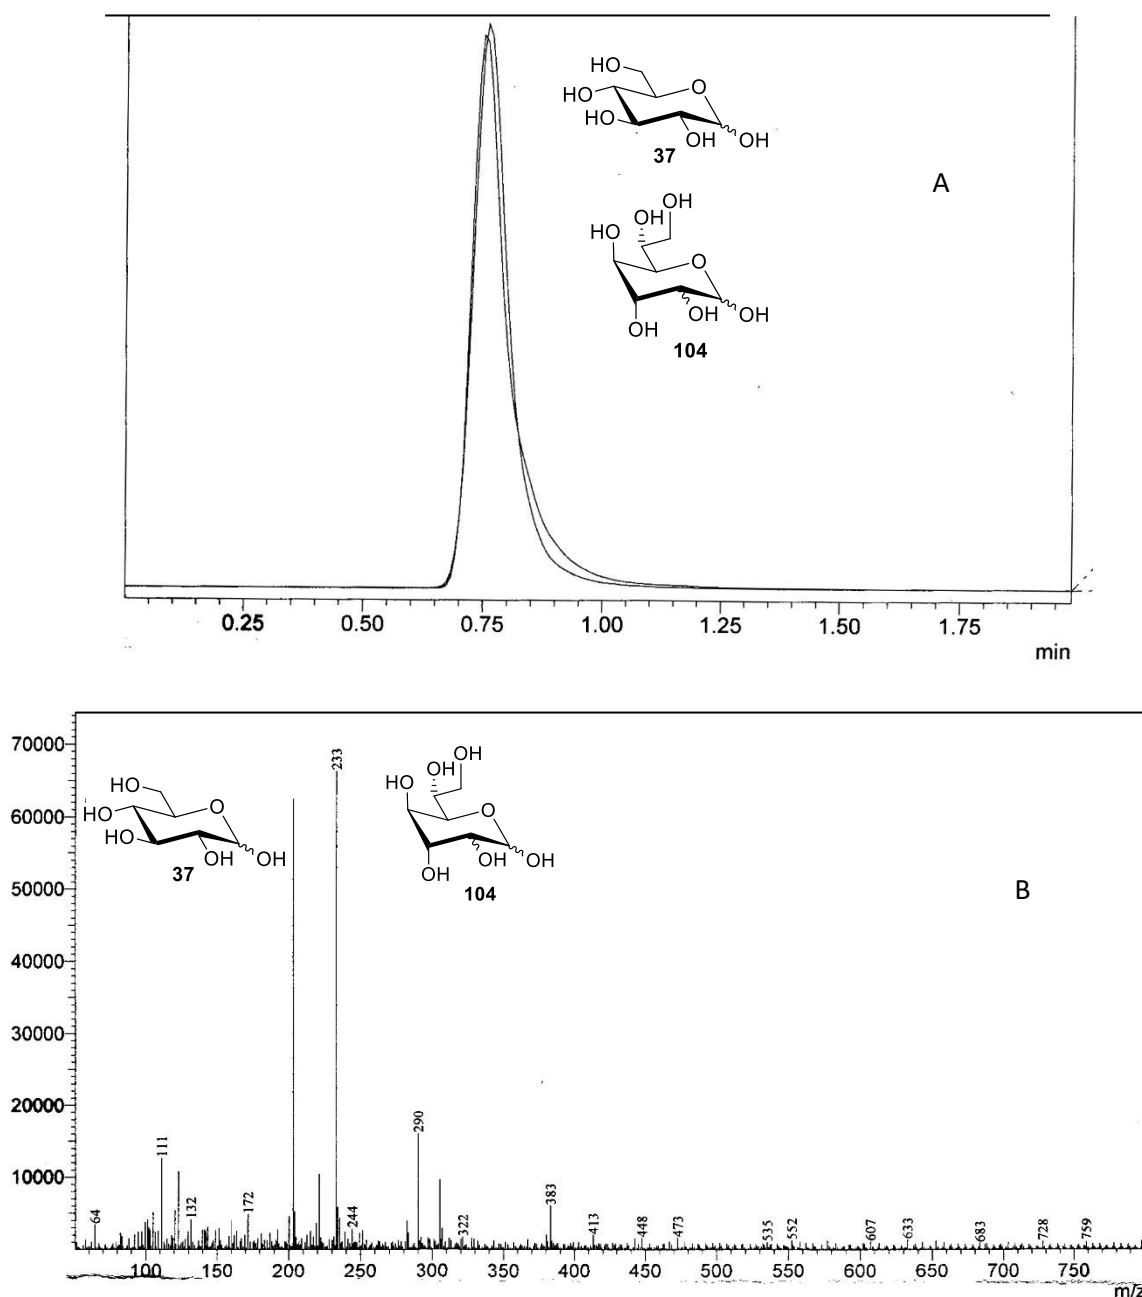 HO
O
HO
HO
OH
OH
37
A
OH
OH
HO
O
OH
OH
OH
104
0.25 0.50 0.75 1.00 1.25 1.50 1.75
min
70000
60000
50000
40000
30000
20000
10000
233
OH
OH
HO
HO
O
O
HO
HO
OH
OH
37
OH
OH
OH
104
B
290
111
383
64
132
172
244
322
413
448
473
535
552
607
633
683
728
759
100 150 200 250 300 350 400 450 500 550 600 650 700 750
m/z